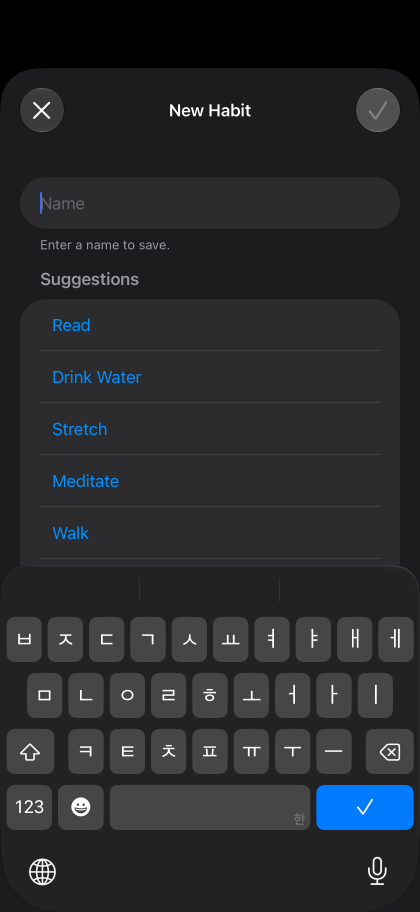 New Habit
Name
Enter a name to save.
Suggestions
Read
Drink Water
Stretch
Meditate
Walk
ㅂ ㅈ ㄷ ㄱ ㅅ ㅛ ㅕ ㅑ ㅐ ㅔ
ㅁ ㄴ ㅇ ㄹ ㅎ ㅗ ㅓ ㅏ ㅣ
ㅋ ㅌ ㅊ ㅍ ㅠ ㅜ ㅡ
123
한